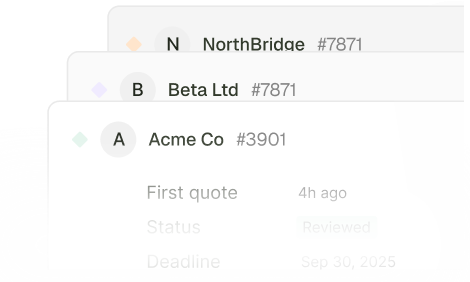 N NorthBridge #7871
B Beta Ltd #7871
A Acme Co #3901
First quote 4h ago
Status Reviewed
Deadline Sep 30, 2025